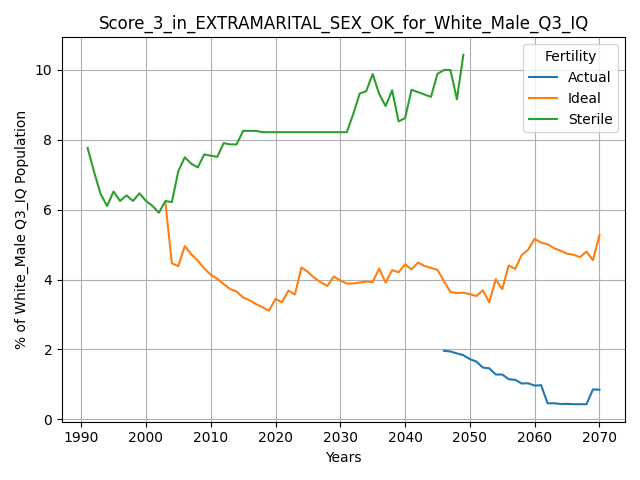 Score_3_in_EXTRAMARITAL_SEX_OK_for_White_Male_Q3_IQ
Fertility
Actual
Ideal
Sterile
% of White_Male Q3_IQ Population
10
8
6
4
2
0
1990 2000 2010 2020 2030 2040 2050 2060 2070
Years